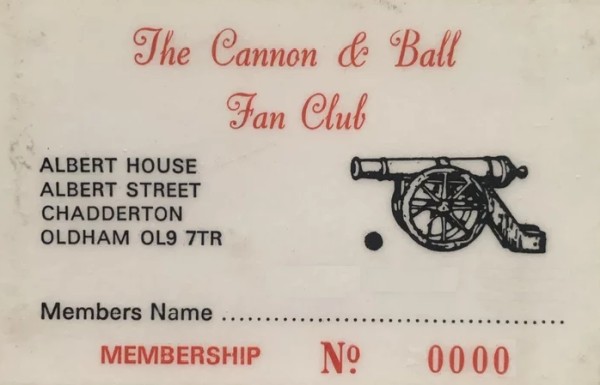 The Cannon & Ball
Fan Club
ALBERT HOUSE
ALBERT STREET
CHADDERTON
OLDHAM OL9 7TR
Members Name ........................................................
MEMBERSHIP Nº 0000